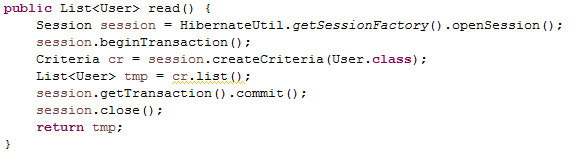 public List<User> read() {
    Session session = HibernateUtil.getSessionFactory().openSession();
    session.beginTransaction();
    Criteria cr = session.createCriteria(User.class);
    List<User> tmp = cr.list();
    session.getTransaction().commit();
    session.close();
    return tmp;
}